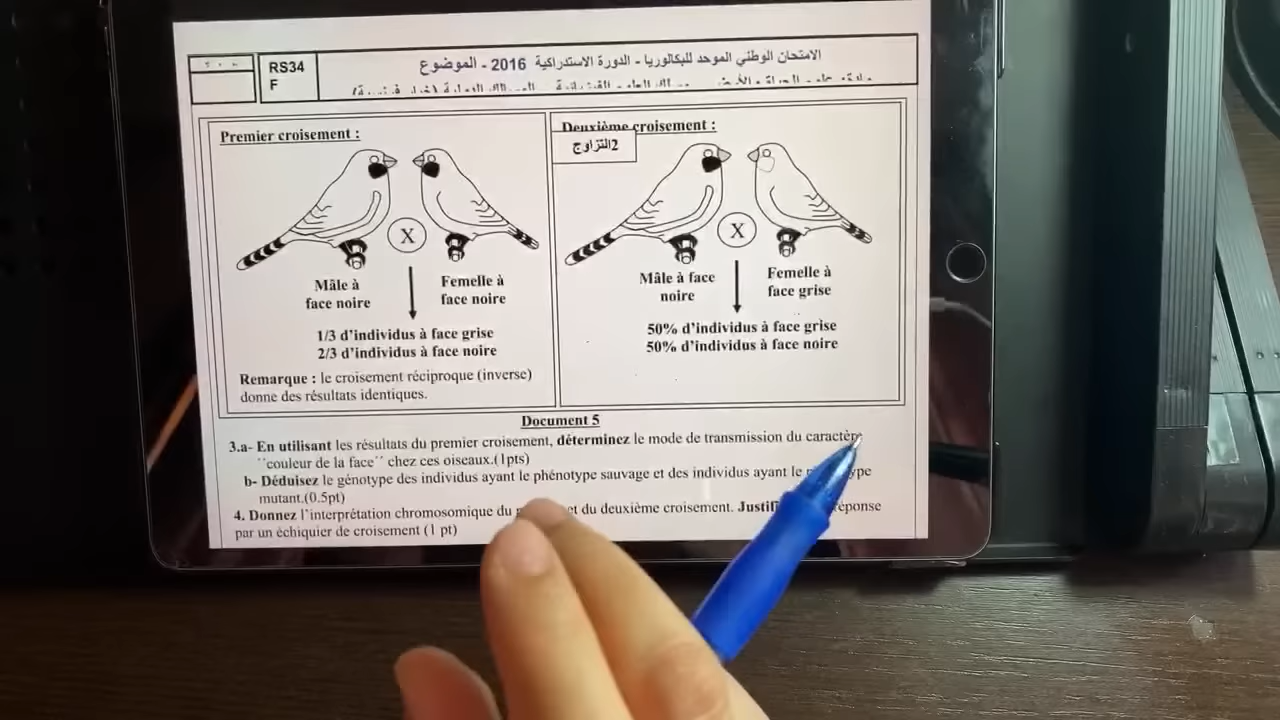 RS34
F
الامتحان الوطني الموحد للبكالوريا - الدورة الاستدراكية 2016 - الموضوع
Premier croisement :
Deuxième croisement :
التزاوج2
X
X
Mâle à
face noire
Femelle à
face noire
Mâle à face
noire
Femelle à
face grise
1/3 d'individus à face grise
2/3 d'individus à face noire
50% d'individus à face grise
50% d'individus à face noire
Remarque : le croisement réciproque (inverse)
donne des résultats identiques.
Document 5
3.a- En utilisant les résultats du premier croisement, déterminez le mode de transmission du caractère
``couleur de la face´´ chez ces oiseaux.(1pts)
b- Déduisez le génotype des individus ayant le phénotype sauvage et des individus ayant le
mutant.(0.5pt)
4. Donnez l'interprétation chromosomique du et du deuxième croisement.
par un échiquier de croisement (1 pt)